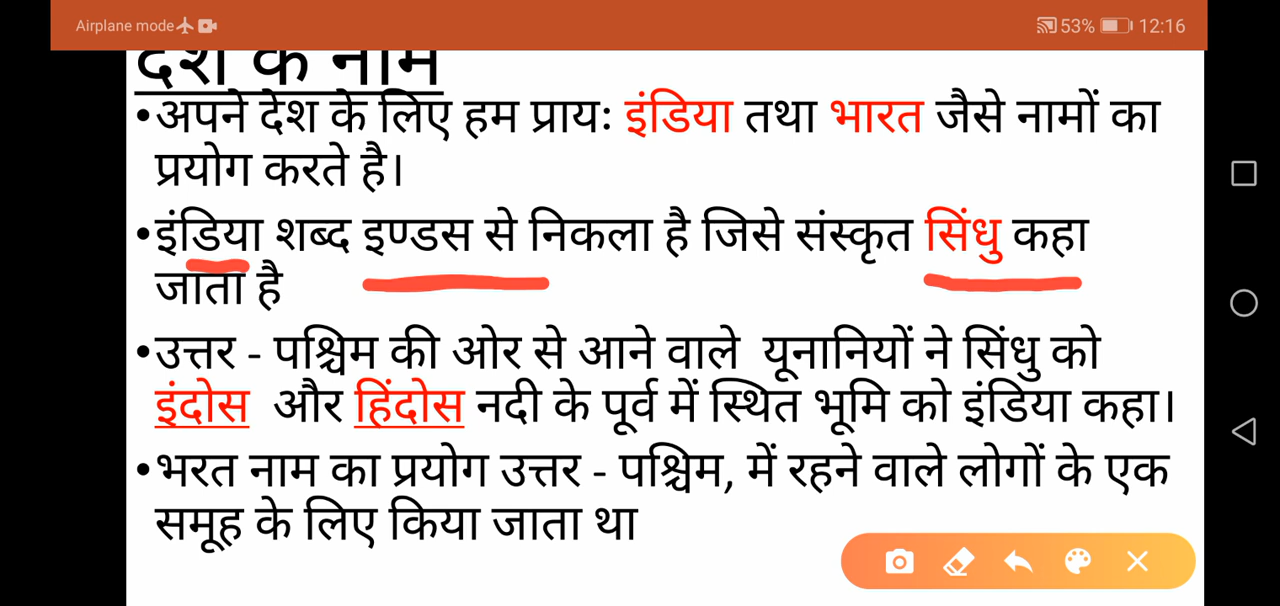 Airplane mode 53% 12:16
देश के नाम
•अपने देश के लिए हम प्रायः इंडिया तथा भारत जैसे नामों का
प्रयोग करते है।
•इंडिया शब्द इण्डस से निकला है जिसे संस्कृत सिंधु कहा
जाता है
•उत्तर - पश्चिम की ओर से आने वाले यूनानियों ने सिंधु को
इंदोस और हिंदोस नदी के पूर्व में स्थित भूमि को इंडिया कहा।
•भरत नाम का प्रयोग उत्तर - पश्चिम, में रहने वाले लोगों के एक
समूह के लिए किया जाता था